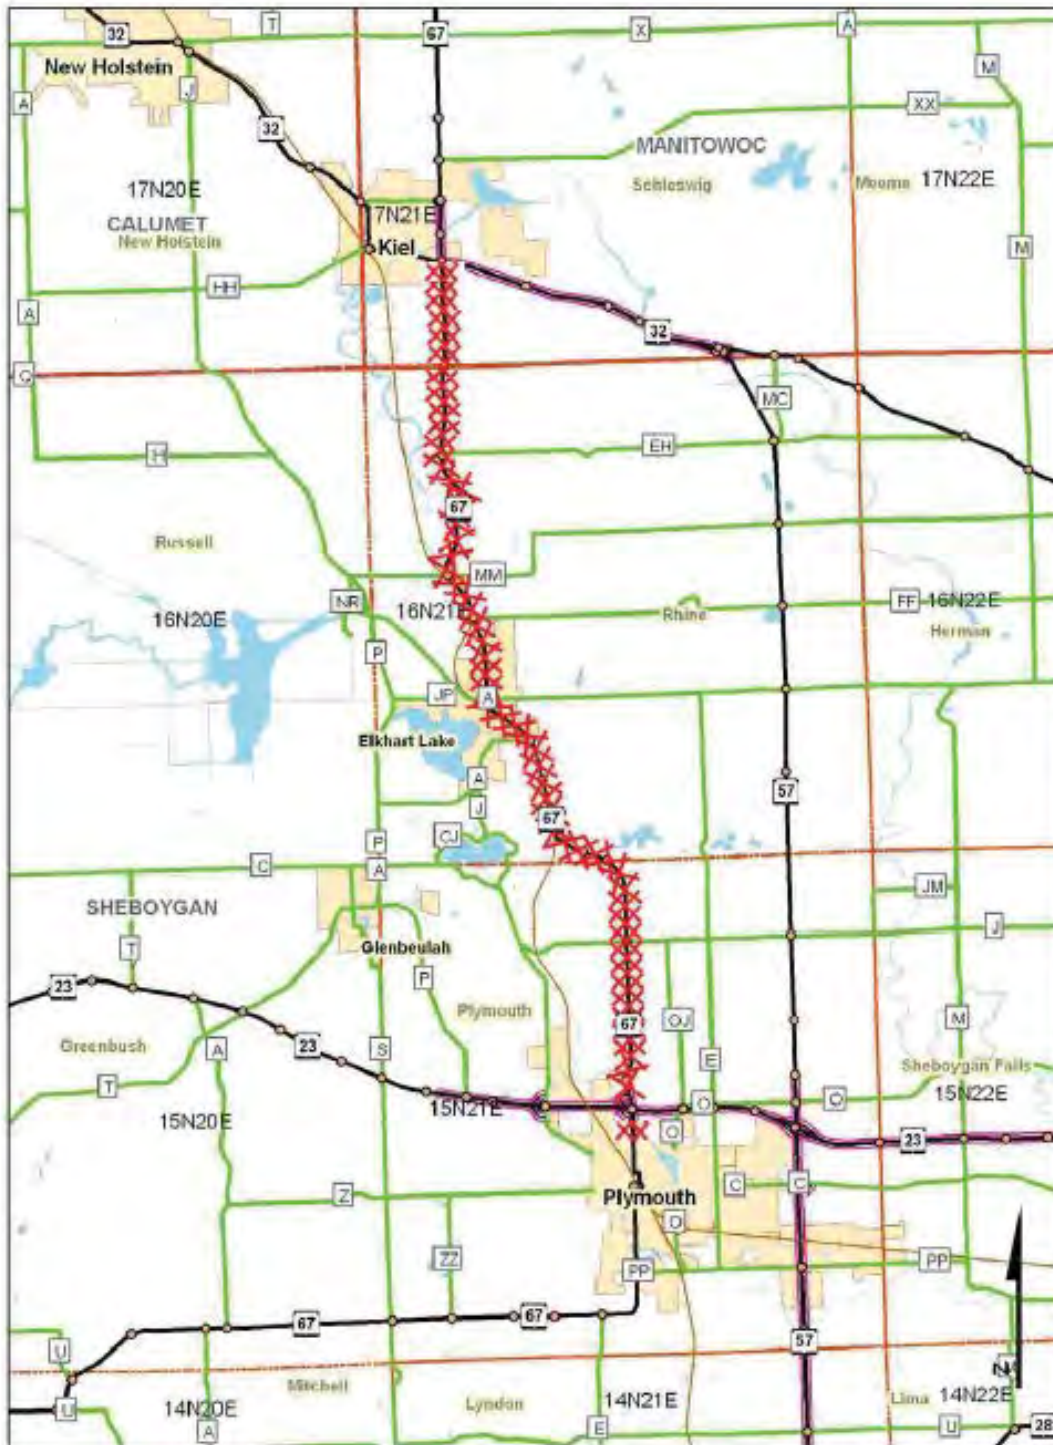 T
32
67
X
A
New Holstein
M
J
A
XX
32
MANITOWOC
17N20E
Schleswig
17N22E
17N21E
CALUMET
New Holstein
Kiel
M
HH
A
32
MC
H
EH
67
Russell
MM
NR
16N21E
FF
16N22E
16N20E
Rhine
Herman
P
JP
A
Elkhart Lake
A
57
J
67
CJ
P
C
A
JM
SHEBOYGAN
J
T
Glenbeulah
P
23
Plymouth
67
OJ
M
Greenbush
23
S
A
E
Sheboygan Falls
T
15N21E
O
O
15N22E
15N20E
O
23
Z
Plymouth
C
C
O
ZZ
PP
PP
67
67
57
U
Mitchell
14N20E
Lyndon
14N21E
Lima
14N22E
U
A
E
U
28